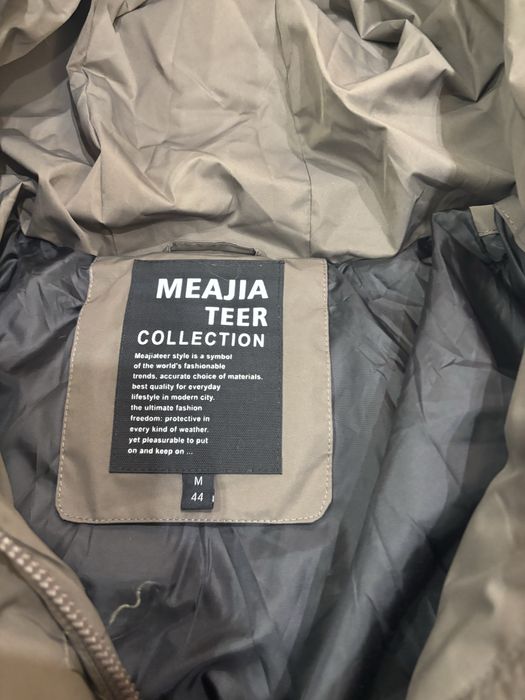 MEAJIA
TEER
COLLECTION
Meajiateer style is a symbol
of the world's fashionable
trends, accurate choice of materials.
best quality for everyday
lifestyle in modern city.
the ultimate fashion
freedom: protective in
every kind of weather.
yet pleasurable to put
on and keep on ...
M
44